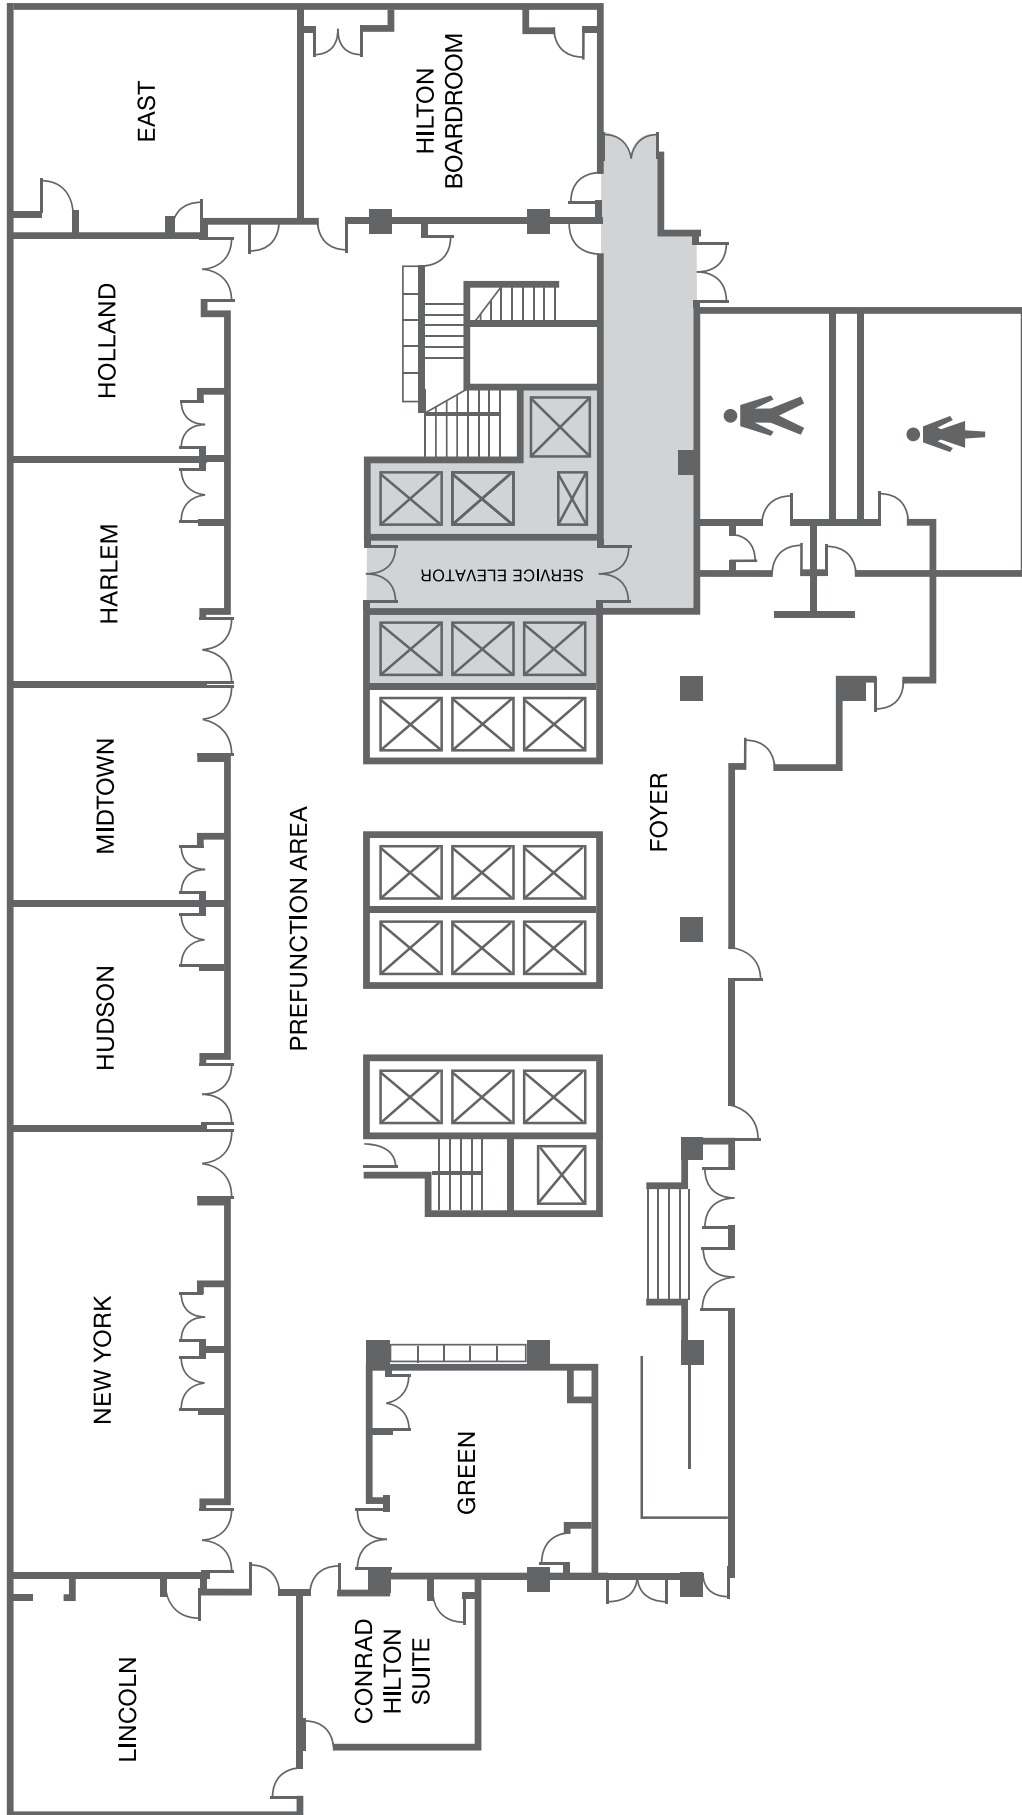 EAST
HILTON
BOARDROOM
HOLLAND
HARLEM
SERVICE ELEVATOR
MIDTOWN
PREFUNCTION AREA
FOYER
HUDSON
NEW YORK
GREEN
LINCOLN
CONRAD
HILTON
SUITE